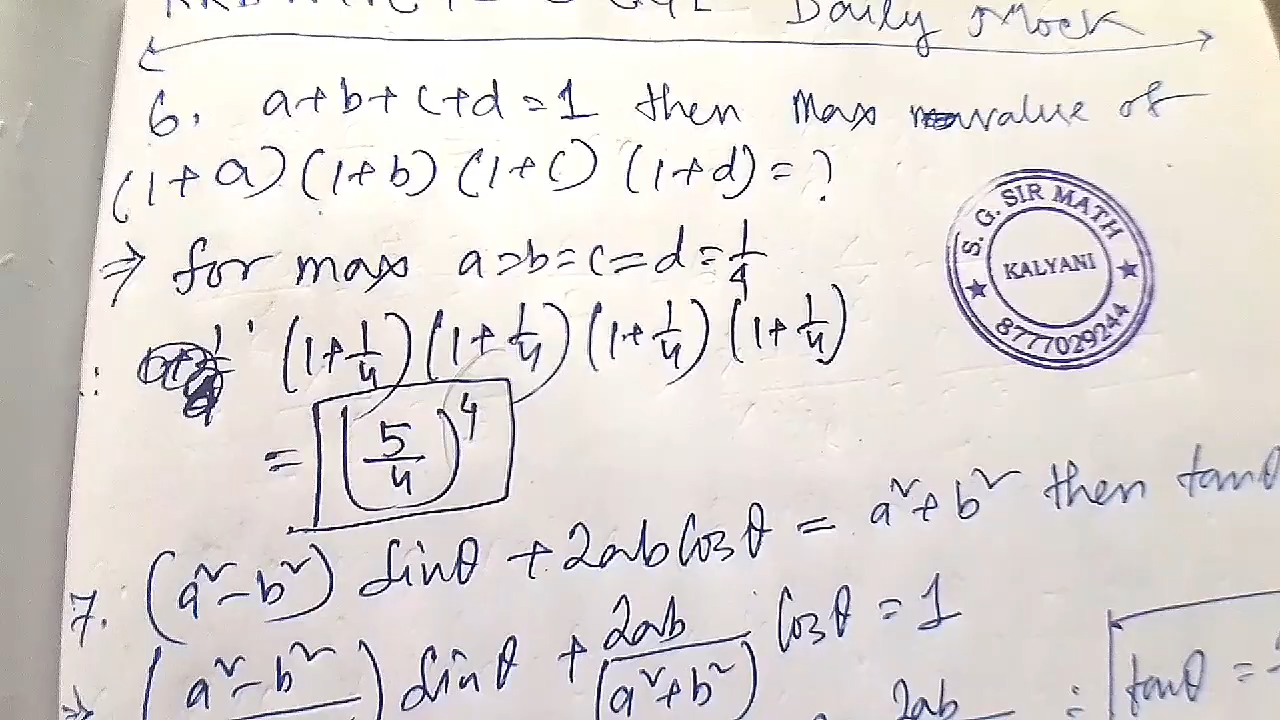 Daily Mock
6. a+b+c+d=1 then Max value of
(1+a)(1+b)(1+c)(1+d)=?
⇒ for max a=b=c=d=1/4
∴ (1+1/4)(1+1/4)(1+1/4)(1+1/4)
= (5/4)^4
S. G. SIR MATH
KALYANI
8777029244
7. (a²-b²) sinθ + 2ab cosθ = a²+b² then tanθ
⇒ (a²-b²) sinθ + 2ab/(a²+b²) cosθ = 1
2ab
tanθ =